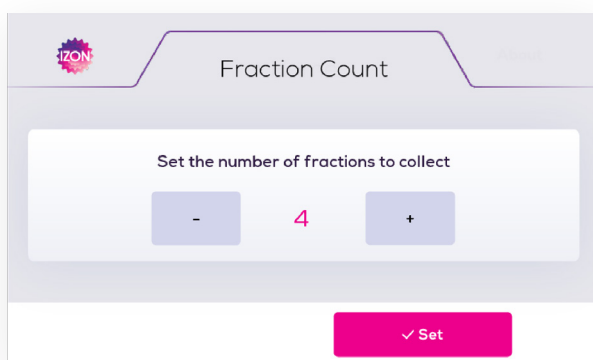 IZON
Fraction Count
Set the number of fractions to collect
- 4 +
✓ Set